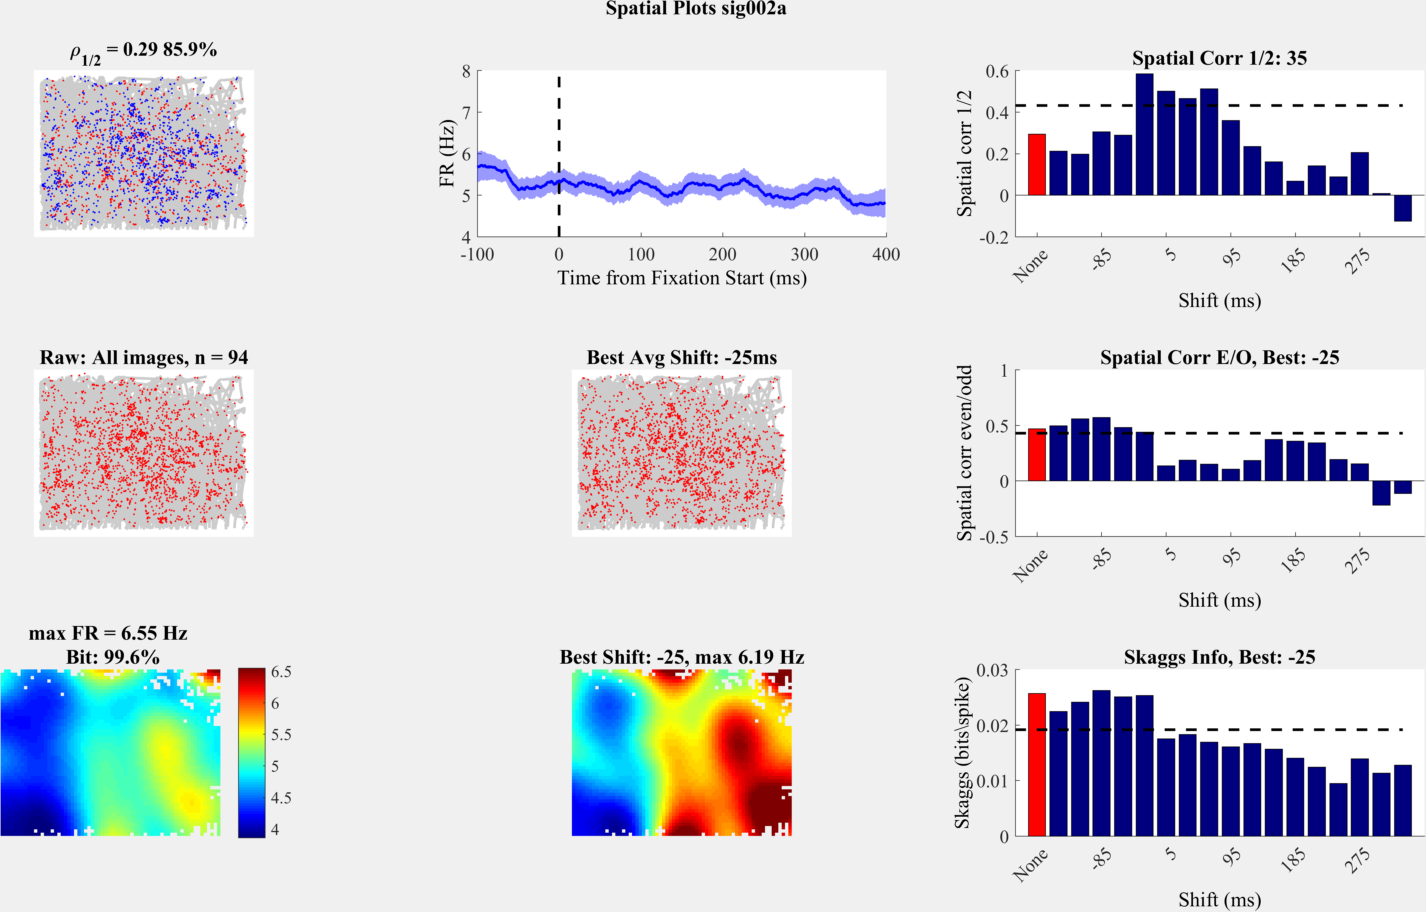 Spatial Plots sig002a
ρ1/2 = 0.29 85.9%
8
7
6
5
4
FR (Hz)
-100
0
100
200
300
400
Time from Fixation Start (ms)
Spatial Corr 1/2: 35
0.6
0.4
0.2
0
-0.2
Spatial corr 1/2
None
-85
5
95
185
275
Shift (ms)
Raw: All images, n = 94
Best Avg Shift: -25ms
Spatial Corr E/O, Best: -25
1
0.5
0
-0.5
Spatial corr even/odd
None
-85
5
95
185
275
Shift (ms)
max FR = 6.55 Hz
Bit: 99.6%
6.5
6
5.5
5
4.5
4
Best Shift: -25, max 6.19 Hz
Skaggs Info, Best: -25
0.03
0.02
0.01
0
Skaggs (bits\spike)
None
-85
5
95
185
275
Shift (ms)